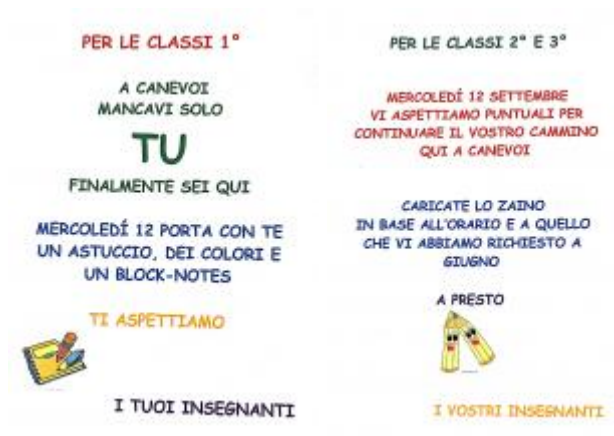 PER LE CLASSI 1°
A CANEVOI
MANCAVI SOLO
TU
FINALMENTE SEI QUI
MERCOLEDÍ 12 PORTA CON TE
UN ASTUCCIO, DEI COLORI E
UN BLOCK-NOTES
TI ASPETTIAMO
I TUOI INSEGNANTI
PER LE CLASSI 2° E 3°
MERCOLEDÍ 12 SETTEMBRE
VI ASPETTIAMO PUNTUALI PER
CONTINUARE IL VOSTRO CAMMINO
QUI A CANEVOI
CARICATE LO ZAINO
IN BASE ALL'ORARIO E A QUELLO
CHE VI ABBIAMO RICHIESTO A
GIUGNO
A PRESTO
I VOSTRI INSEGNANTI